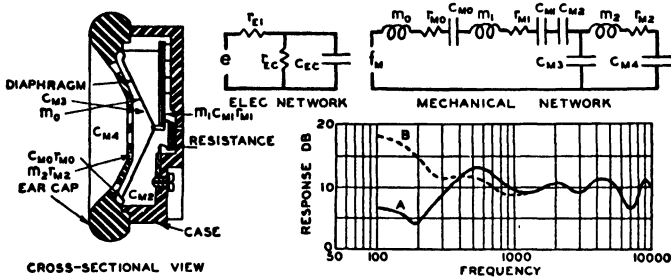 DIAPHRAGM
CM3
m0
CM4
CM0 rM0
m2 rM2
EAR CAP
CM2
m1 CM1 rM1
RESISTANCE
CASE
CROSS-SECTIONAL VIEW
rE1
e
rEC
CEC
ELEC NETWORK
m0
rM0
CM0
m1
rM1
CM1
CM2
m2
rM2
fM
CM3
CM4
MECHANICAL NETWORK
RESPONSE DB
20
10
0
B
A
50
100
1000
10000
FREQUENCY